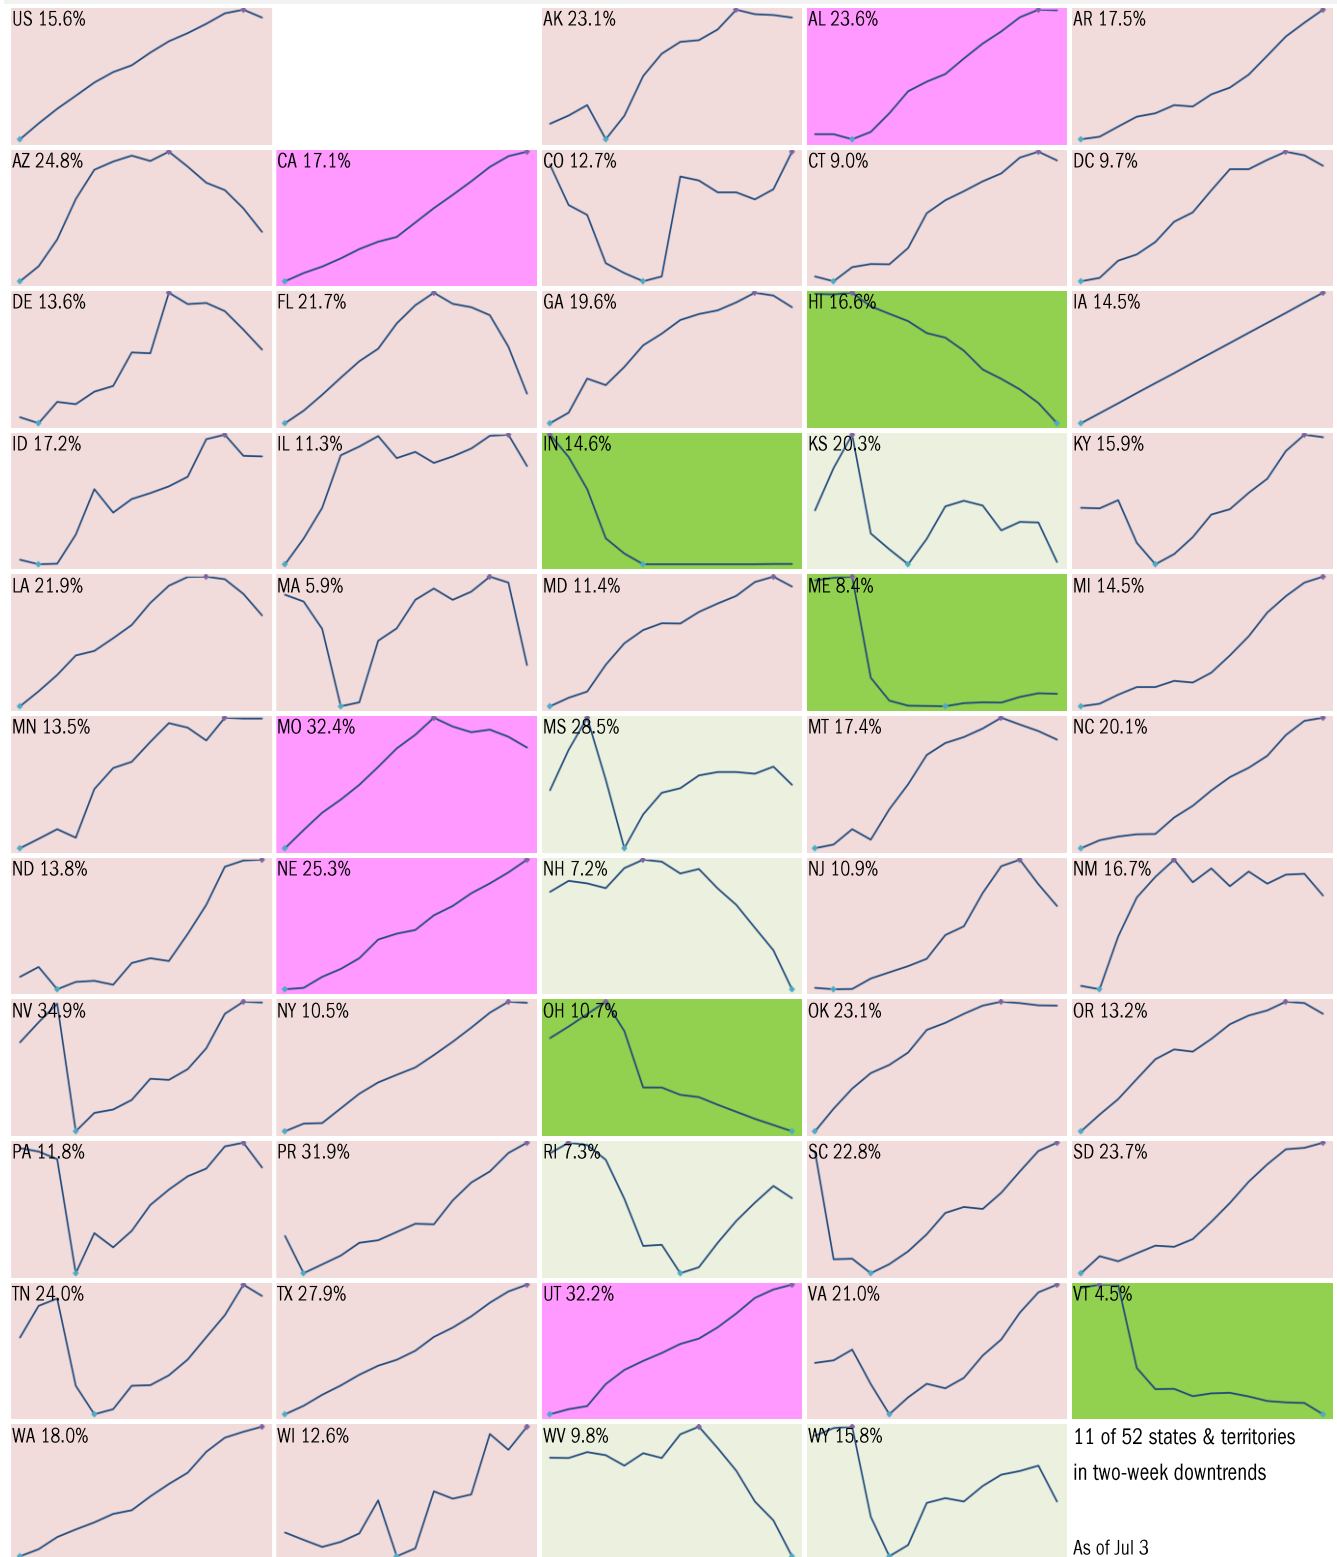 US 15.6%
AK 23.1%
AL 23.6%
AR 17.5%
AZ 24.8%
CA 17.1%
CO 12.7%
CT 9.0%
DC 9.7%
DE 13.6%
FL 21.7%
GA 19.6%
HI 16.6%
IA 14.5%
ID 17.2%
IL 11.3%
IN 14.6%
KS 20.3%
KY 15.9%
LA 21.9%
MA 5.9%
MD 11.4%
ME 8.4%
MI 14.5%
MN 13.5%
MO 32.4%
MS 28.5%
MT 17.4%
NC 20.1%
ND 13.8%
NE 25.3%
NH 7.2%
NJ 10.9%
NM 16.7%
NV 34.9%
NY 10.5%
OH 10.7%
OK 23.1%
OR 13.2%
PA 11.8%
PR 31.9%
RI 7.3%
SC 22.8%
SD 23.7%
TN 24.0%
TX 27.9%
UT 32.2%
VA 21.0%
VT 4.5%
WA 18.0%
WI 12.6%
WV 9.8%
WY 15.8%
11 of 52 states & territories
in two-week downtrends
As of Jul 3